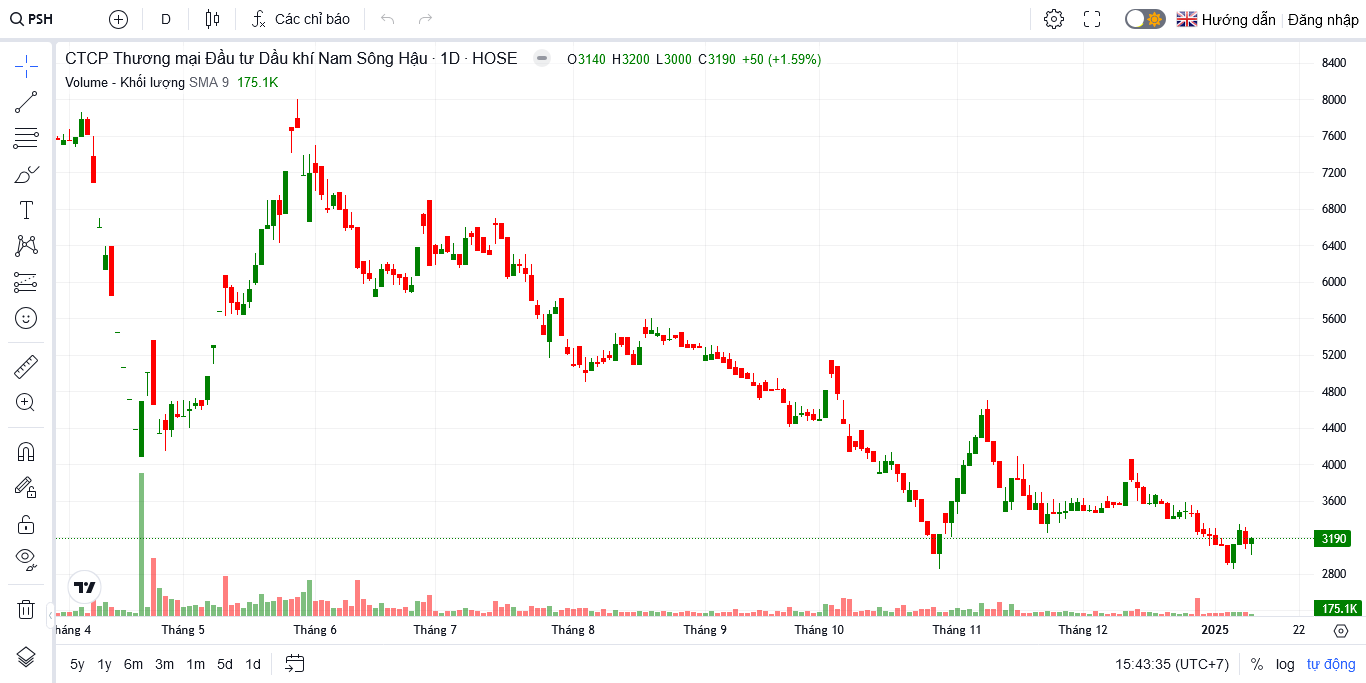 PSH D Các chỉ báo Hướng dẫn Đăng nhập
CTCP Thương mại Đầu tư Dầu khí Nam Sông Hậu · 1D · HOSE O3140 H3200 L3000 C3190 +50 (+1.59%)
Volume - Khối lượng SMA 9 175.1K
8400
8000
7600
7200
6800
6400
6000
5600
5200
4800
4400
4000
3600
3190
2800
175.1K
háng 4 Tháng 5 Tháng 6 Tháng 7 Tháng 8 Tháng 9 Tháng 10 Tháng 11 Tháng 12 2025 22
5y 1y 6m 3m 1m 5d 1d 15:43:35 (UTC+7) % log tự động